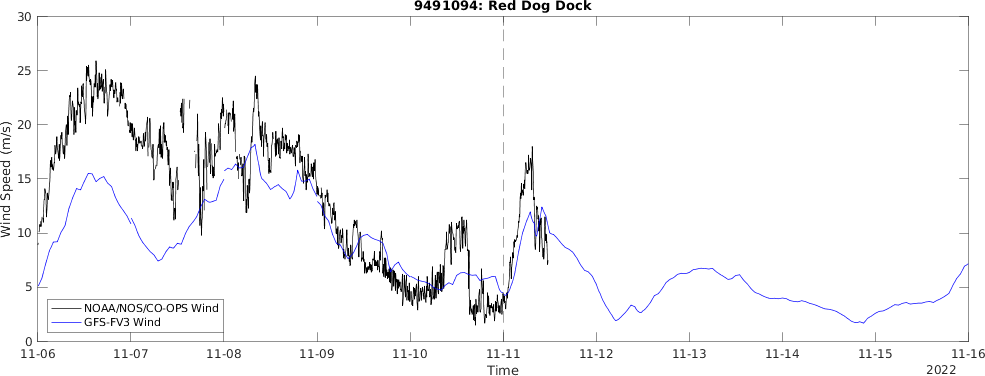 9491094: Red Dog Dock
30
25
20
15
10
5
0
Wind Speed (m/s)
NOAA/NOS/CO-OPS Wind
GFS-FV3 Wind
11-06 11-07 11-08 11-09 11-10 11-11 11-12 11-13 11-14 11-15 11-16
Time
2022